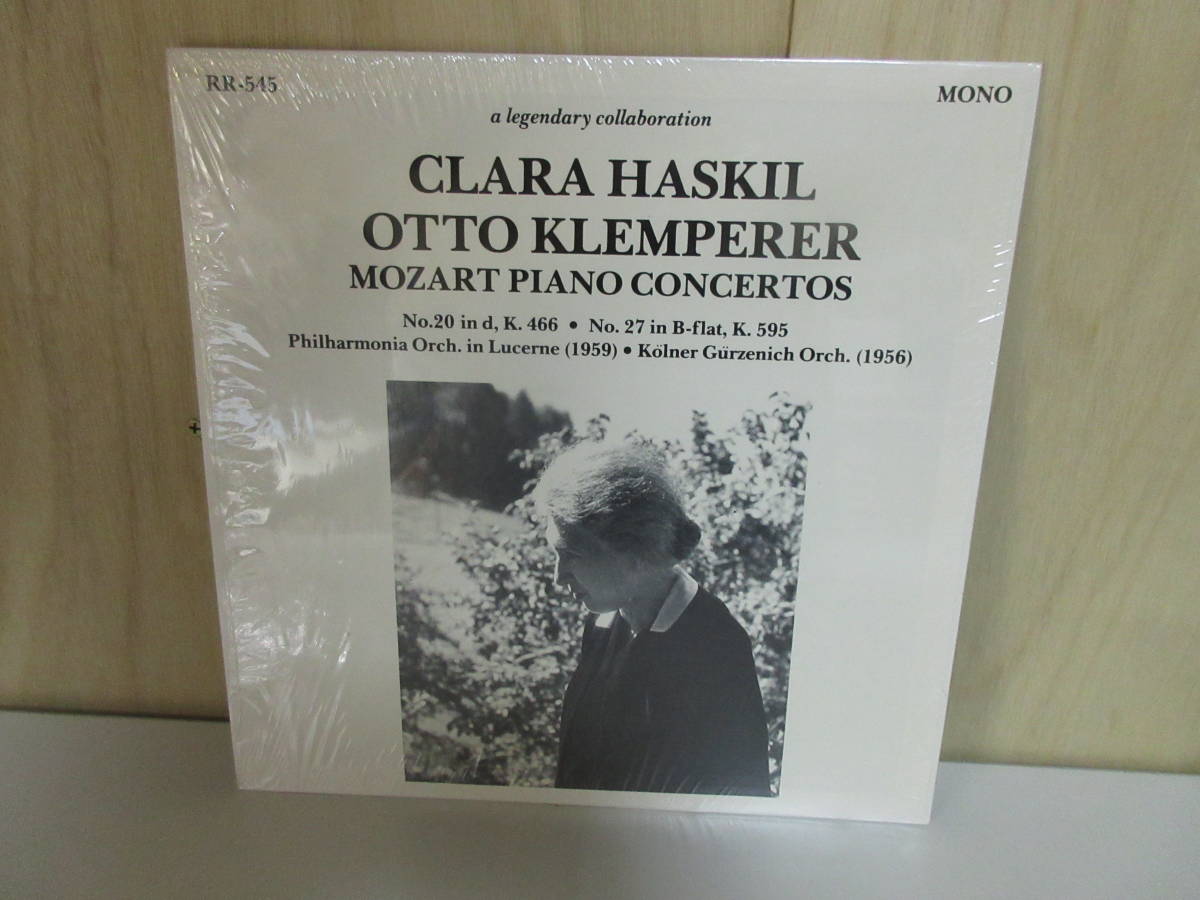 RR-545
MONO
a legendary collaboration
CLARA HASKIL
OTTO KLEMPERER
MOZART PIANO CONCERTOS
No.20 in d, K. 466 • No. 27 in B-flat, K. 595
Philharmonia Orch. in Lucerne (1959) • Kölner Gürzenich Orch. (1956)